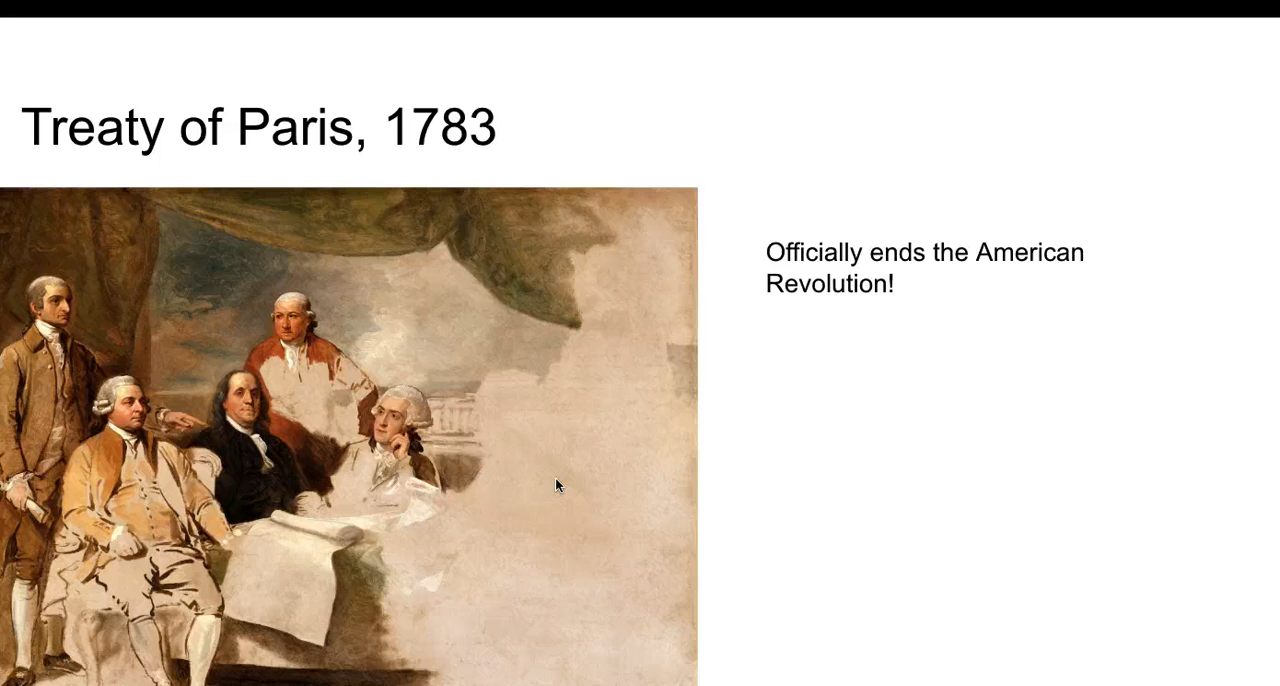 Treaty of Paris, 1783
Officially ends the American
Revolution!